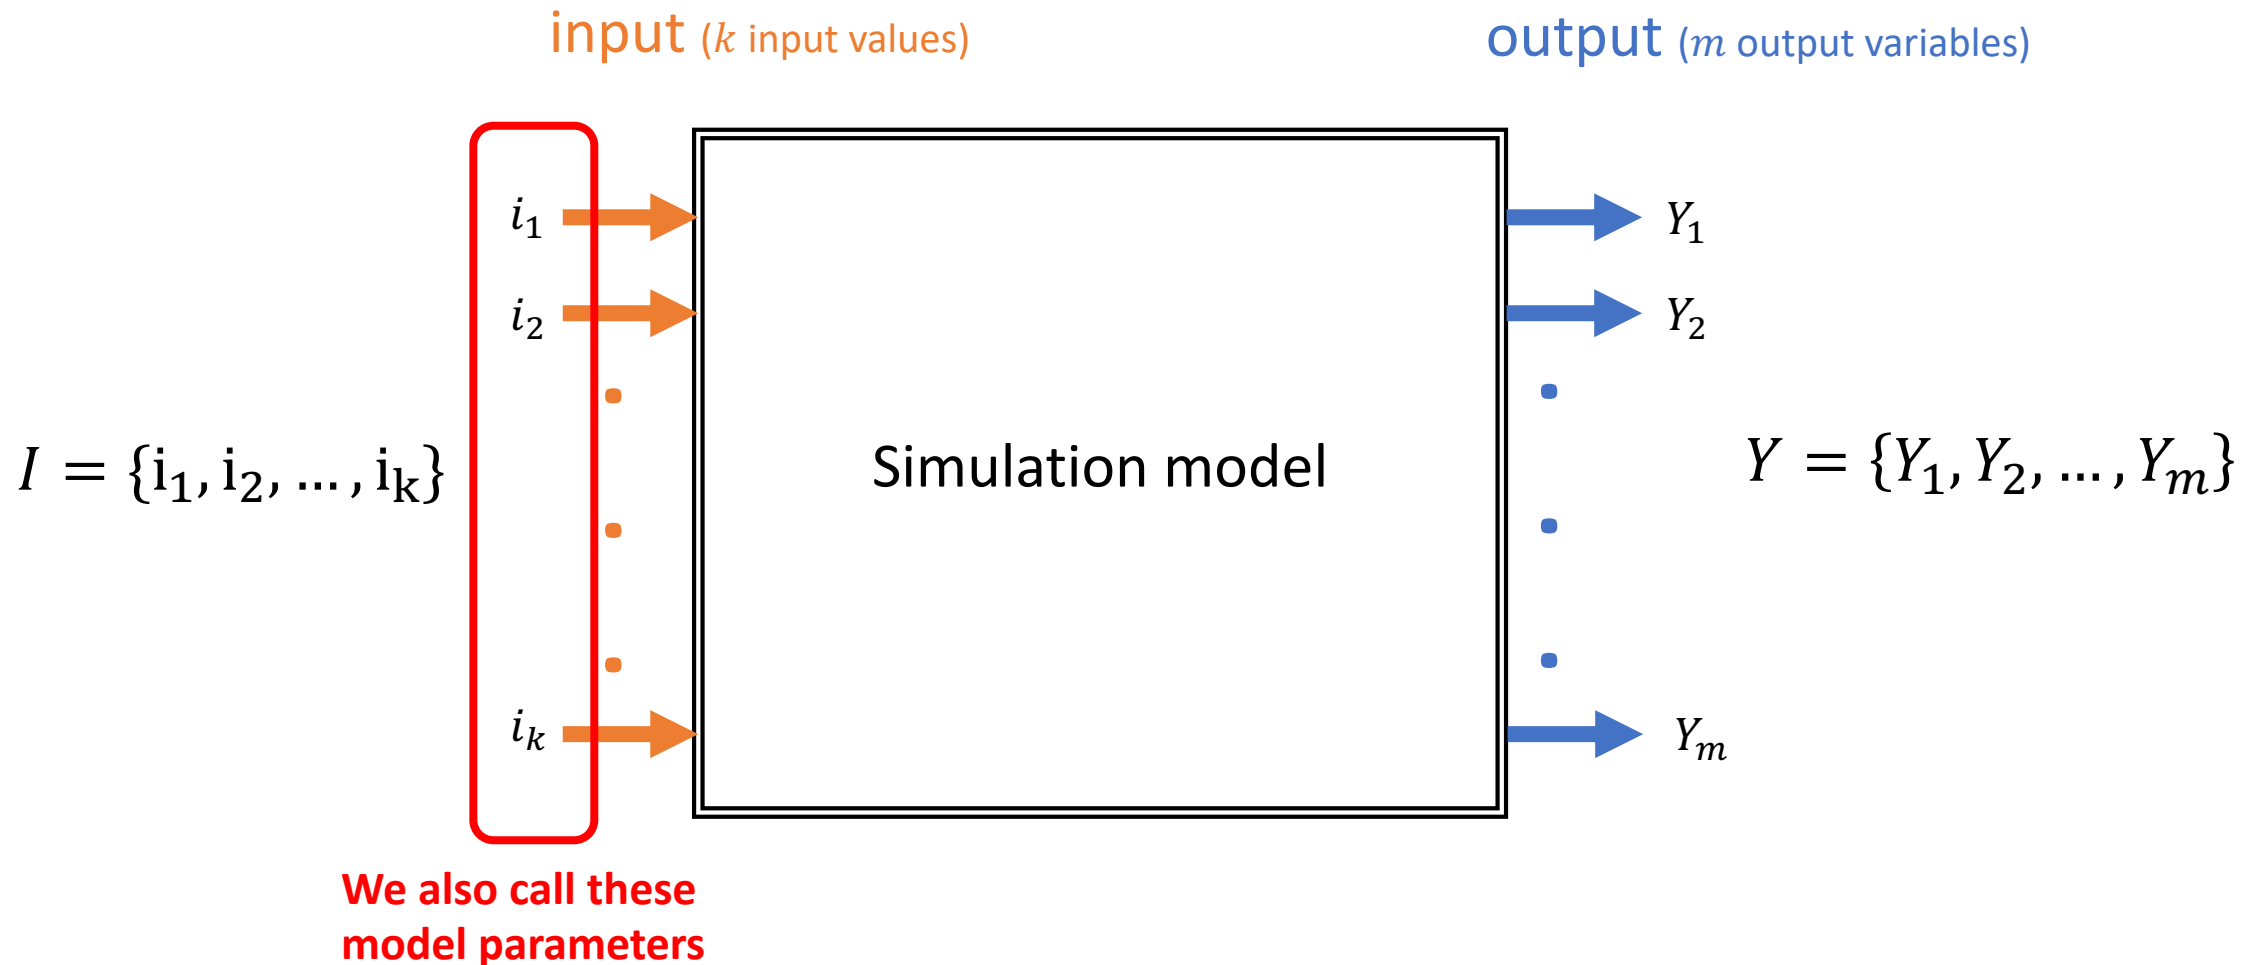 input (k input values)
output (m output variables)
i₁
Y₁
i₂
Y₂
I = {i₁, i₂, … , iₖ}
Simulation model
Y = {Y₁, Y₂, … , Yₘ}
iₖ
Yₘ
We also call these
model parameters